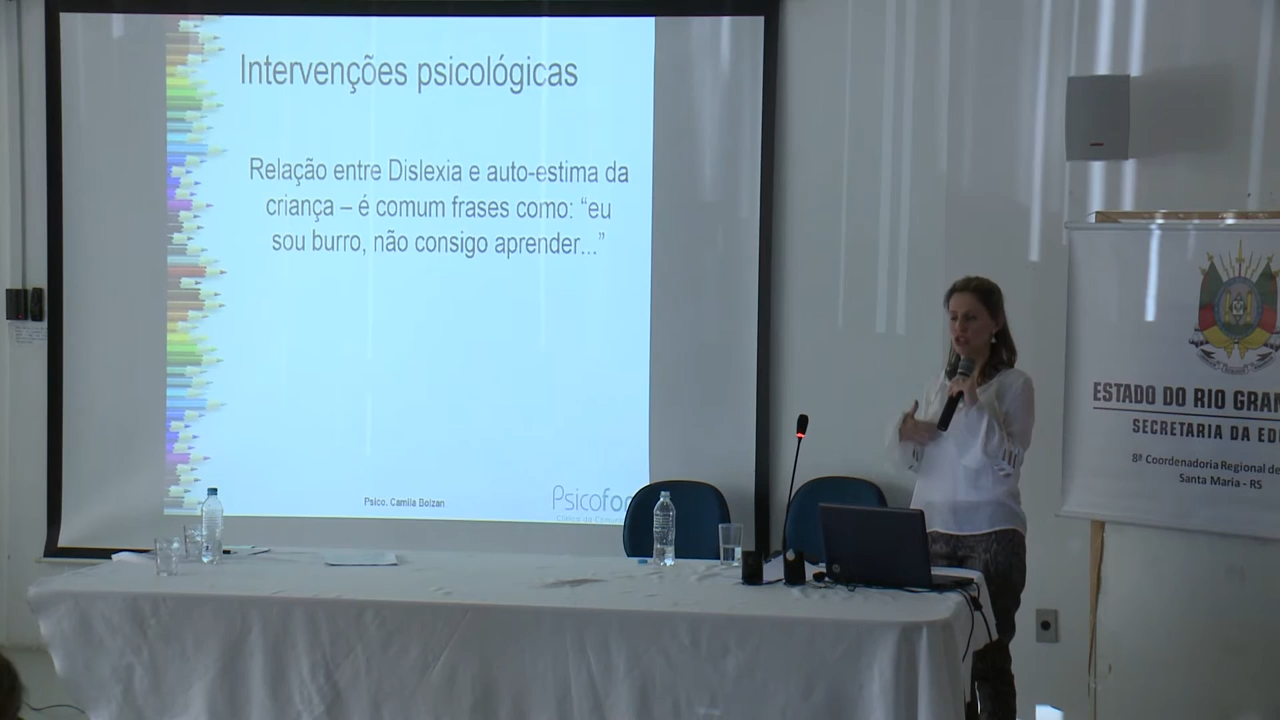 Intervenções psicológicas
Relação entre Dislexia e auto-estima da
criança – é comum frases como: “eu
sou burro, não consigo aprender...”
Psico. Camila Bolzan
Psicofo
ESTADO DO RIO GRAN
SECRETARIA DA ED
8ª Coordenadoria Regional de
Santa Maria - RS